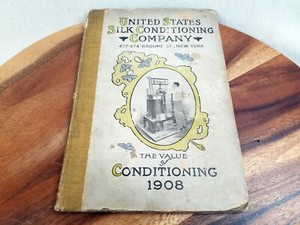 UNITED STATES
SILK CONDITIONING
COMPANY
472-474 BROOME ST., NEW YORK
THE VALUE
of
CONDITIONING
1908